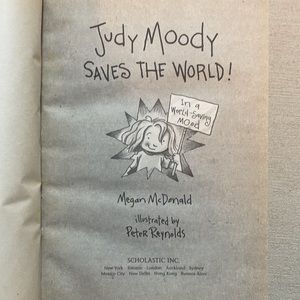 Judy Moody
SAVES THE WORLD!
In a
World-Saving
MOOD
Megan McDonald
illustrated by
Peter Reynolds
SCHOLASTIC INC.
New York Toronto London Auckland Sydney
Mexico City New Delhi Hong Kong Buenos Aires